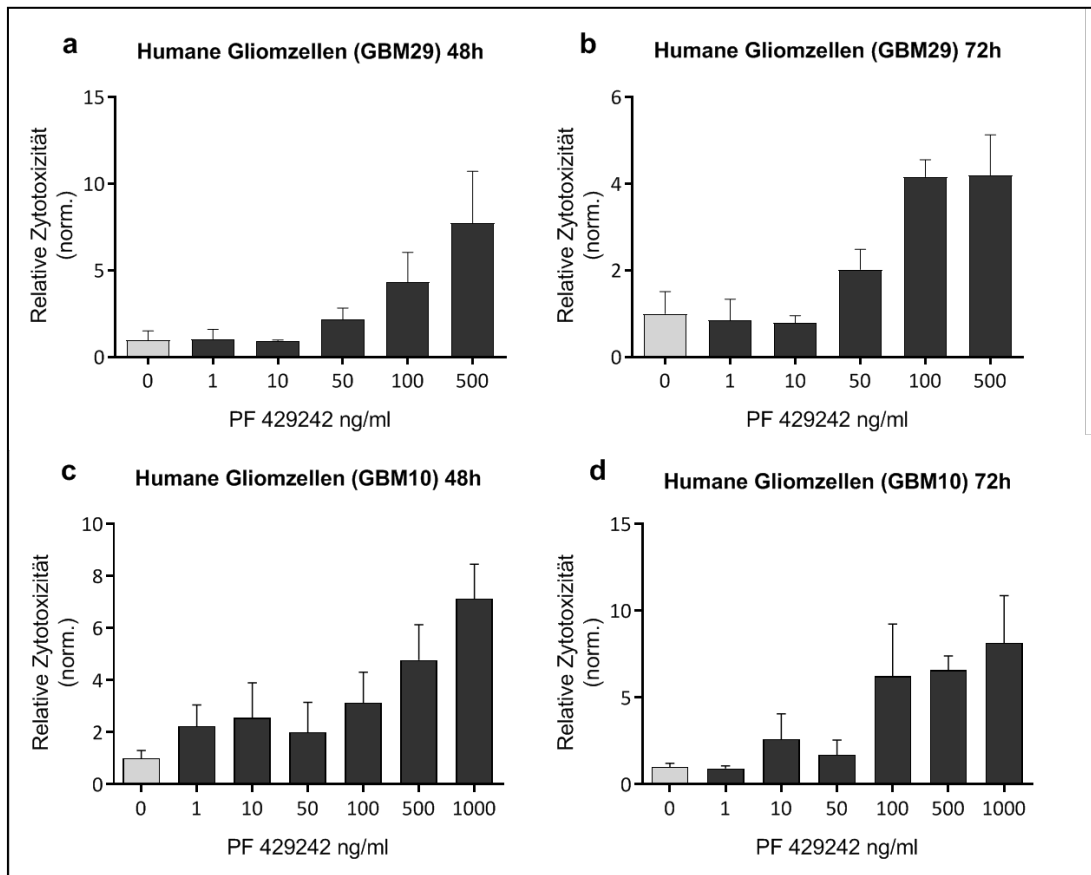 a
Humane Gliomzellen (GBM29) 48h
Relative Zytotoxizität
(norm.)
15
10
5
0
0 1 10 50 100 500
PF 429242 ng/ml
b
Humane Gliomzellen (GBM29) 72h
Relative Zytotoxizität
(norm.)
6
4
2
0
0 1 10 50 100 500
PF 429242 ng/ml
c
Humane Gliomzellen (GBM10) 48h
Relative Zytotoxizität
(norm.)
10
8
6
4
2
0
0 1 10 50 100 500 1000
PF 429242 ng/ml
d
Humane Gliomzellen (GBM10) 72h
Relative Zytotoxizität
(norm.)
15
10
5
0
0 1 10 50 100 500 1000
PF 429242 ng/ml